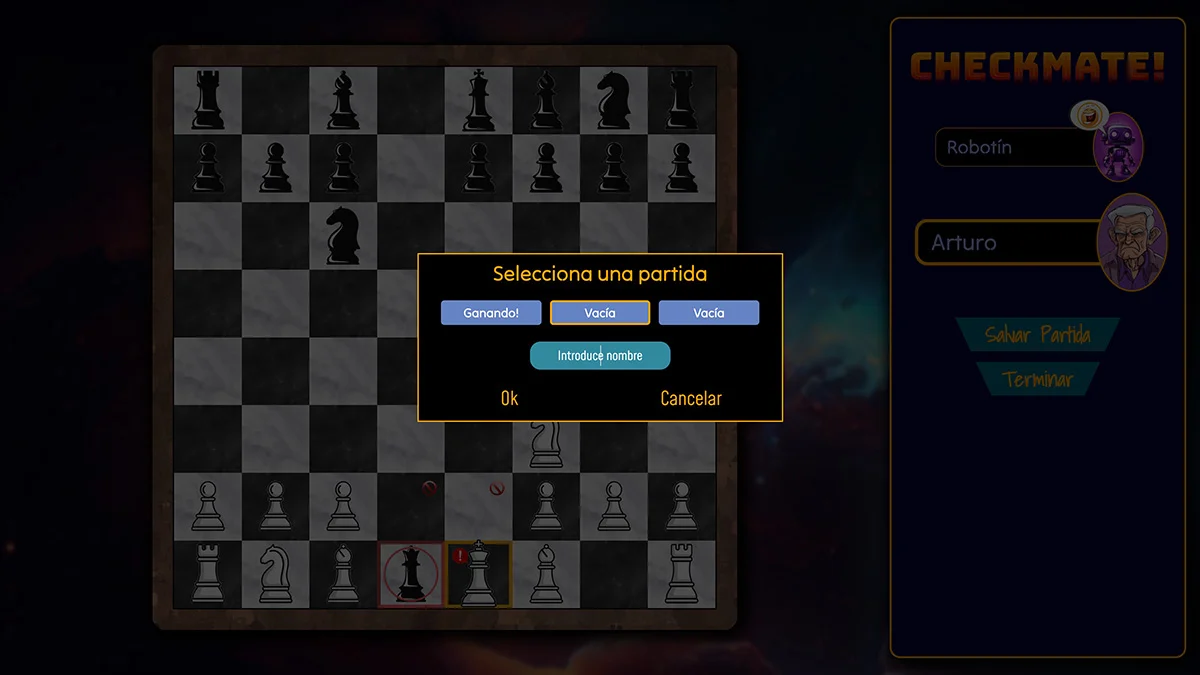 CHECKMATE!
Robotín
Arturo
Salvar Partida
Terminar
Selecciona una partida
Ganando!
Vacía
Vacía
Introduce nombre
Ok
Cancelar
!